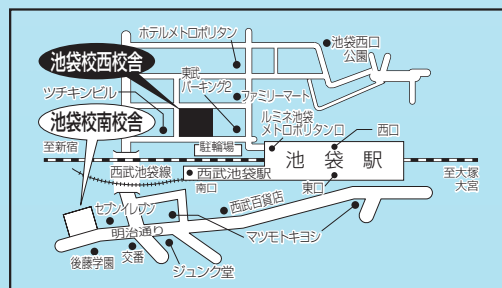 ホテルメトロポリタン
池袋西口
公園
池袋校西校舎
東武
パーキング2
ファミリーマート
ツチキンビル
池袋校南校舎
ルミネ池袋
メトロポリタン口
西口
駐輪場
至新宿
池袋駅
西武池袋線
西武池袋駅
南口
東口
至大塚
大宮
セブンイレブン
西武百貨店
明治通り
マツモトキヨシ
後藤学園
交番
ジュンク堂